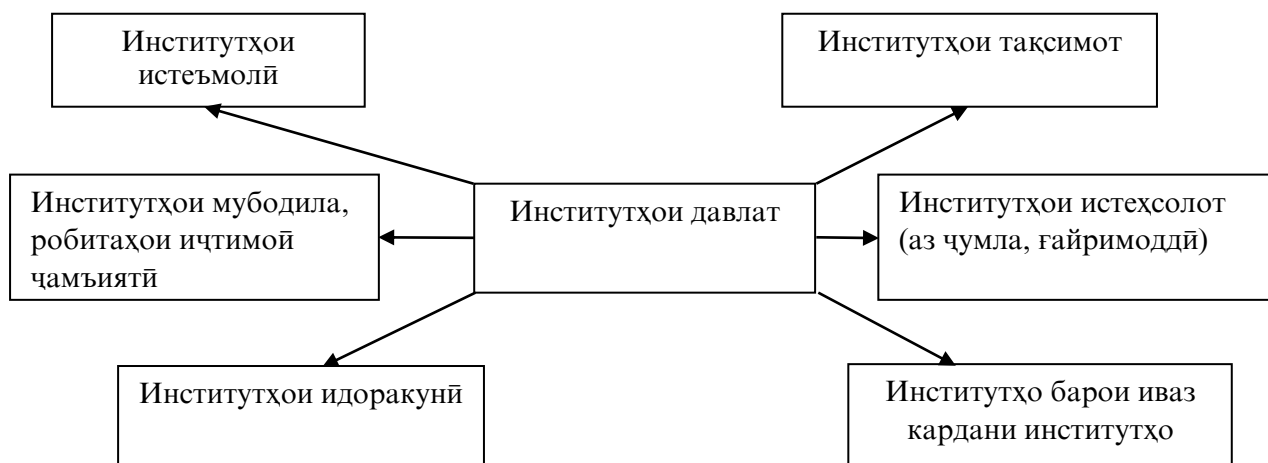 Институтҳои
истеъмолӣ
Институтҳои тақсимот
Институтҳои мубодила,
робитаҳои иҷтимоӣ
ҷамъиятӣ
Институтҳои давлат
Институтҳои истеҳсолот
(аз ҷумла, ғайримоддӣ)
Институтҳои идоракунӣ
Институтҳо барои иваз
кардани институтҳо